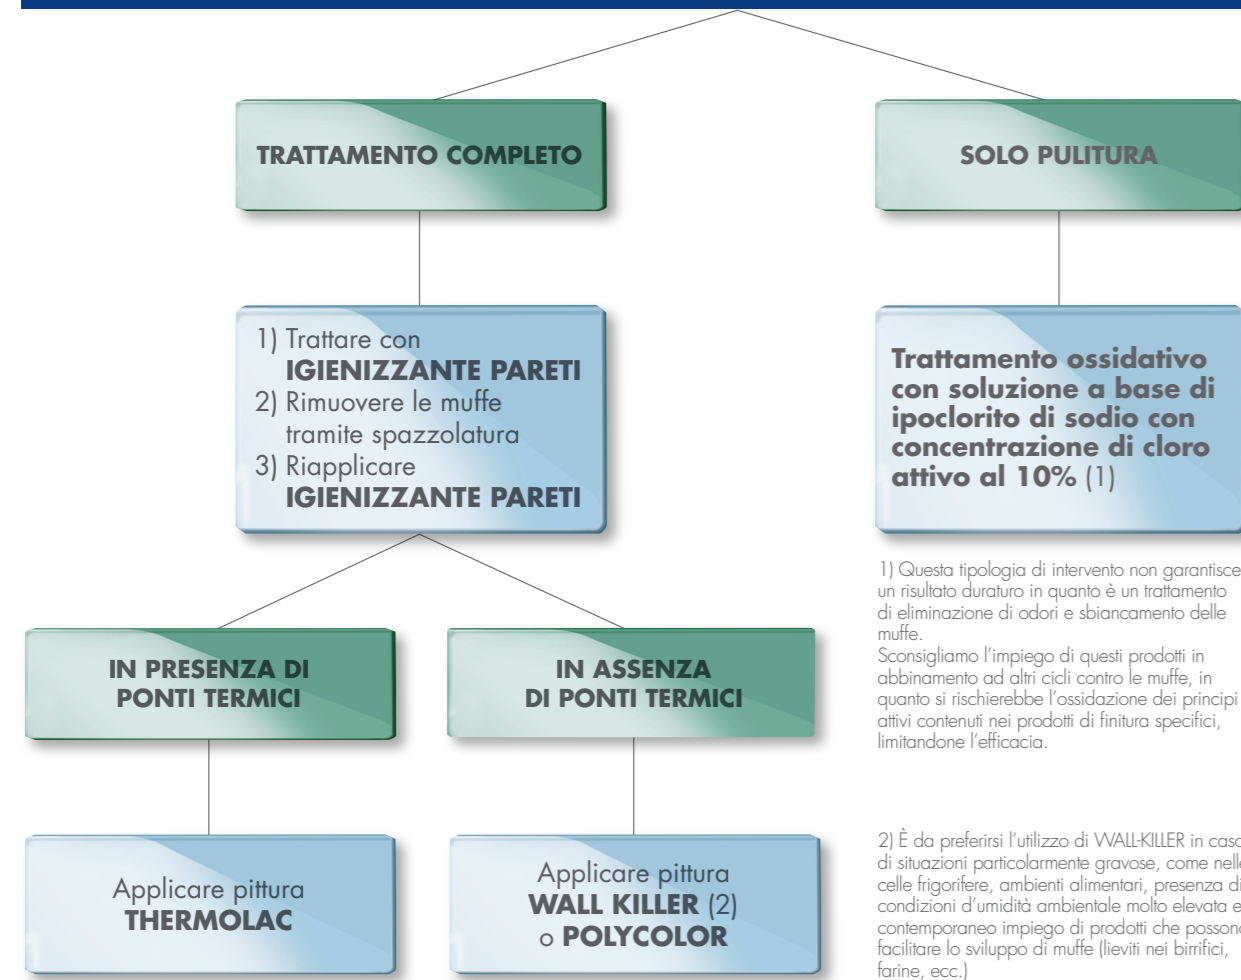 TRATTAMENTO COMPLETO
SOLO PULITURA
1) Trattare con
IGIENIZZANTE PARETI
2) Rimuovere le muffe
tramite spazzolatura
3) Riapplicare
IGIENIZZANTE PARETI
Trattamento ossidativo
con soluzione a base di
ipoclorito di sodio con
concentrazione di cloro
attivo al 10% (1)
1) Questa tipologia di intervento non garantisce
un risultato duraturo in quanto è un trattamento
di eliminazione di odori e sbiancamento delle
muffe.
Sconsigliamo l’impiego di questi prodotti in
abbinamento ad altri cicli contro le muffe, in
quanto si rischierebbe l’ossidazione dei principi
attivi contenuti nei prodotti di finitura specifici,
limitandone l’efficacia.
IN PRESENZA DI
PONTI TERMICI
IN ASSENZA
DI PONTI TERMICI
Applicare pittura
THERMOLAC
Applicare pittura
WALL KILLER (2)
o POLYCOLOR
2) È da preferirsi l’utilizzo di WALL-KILLER in caso
di situazioni particolarmente gravose, come nelle
celle frigorifere, ambienti alimentari, presenza di
condizioni d’umidità ambientale molto elevata e
contemporaneo impiego di prodotti che possono
facilitare lo sviluppo di muffe (lieviti nei birrifici,
farine, ecc.)